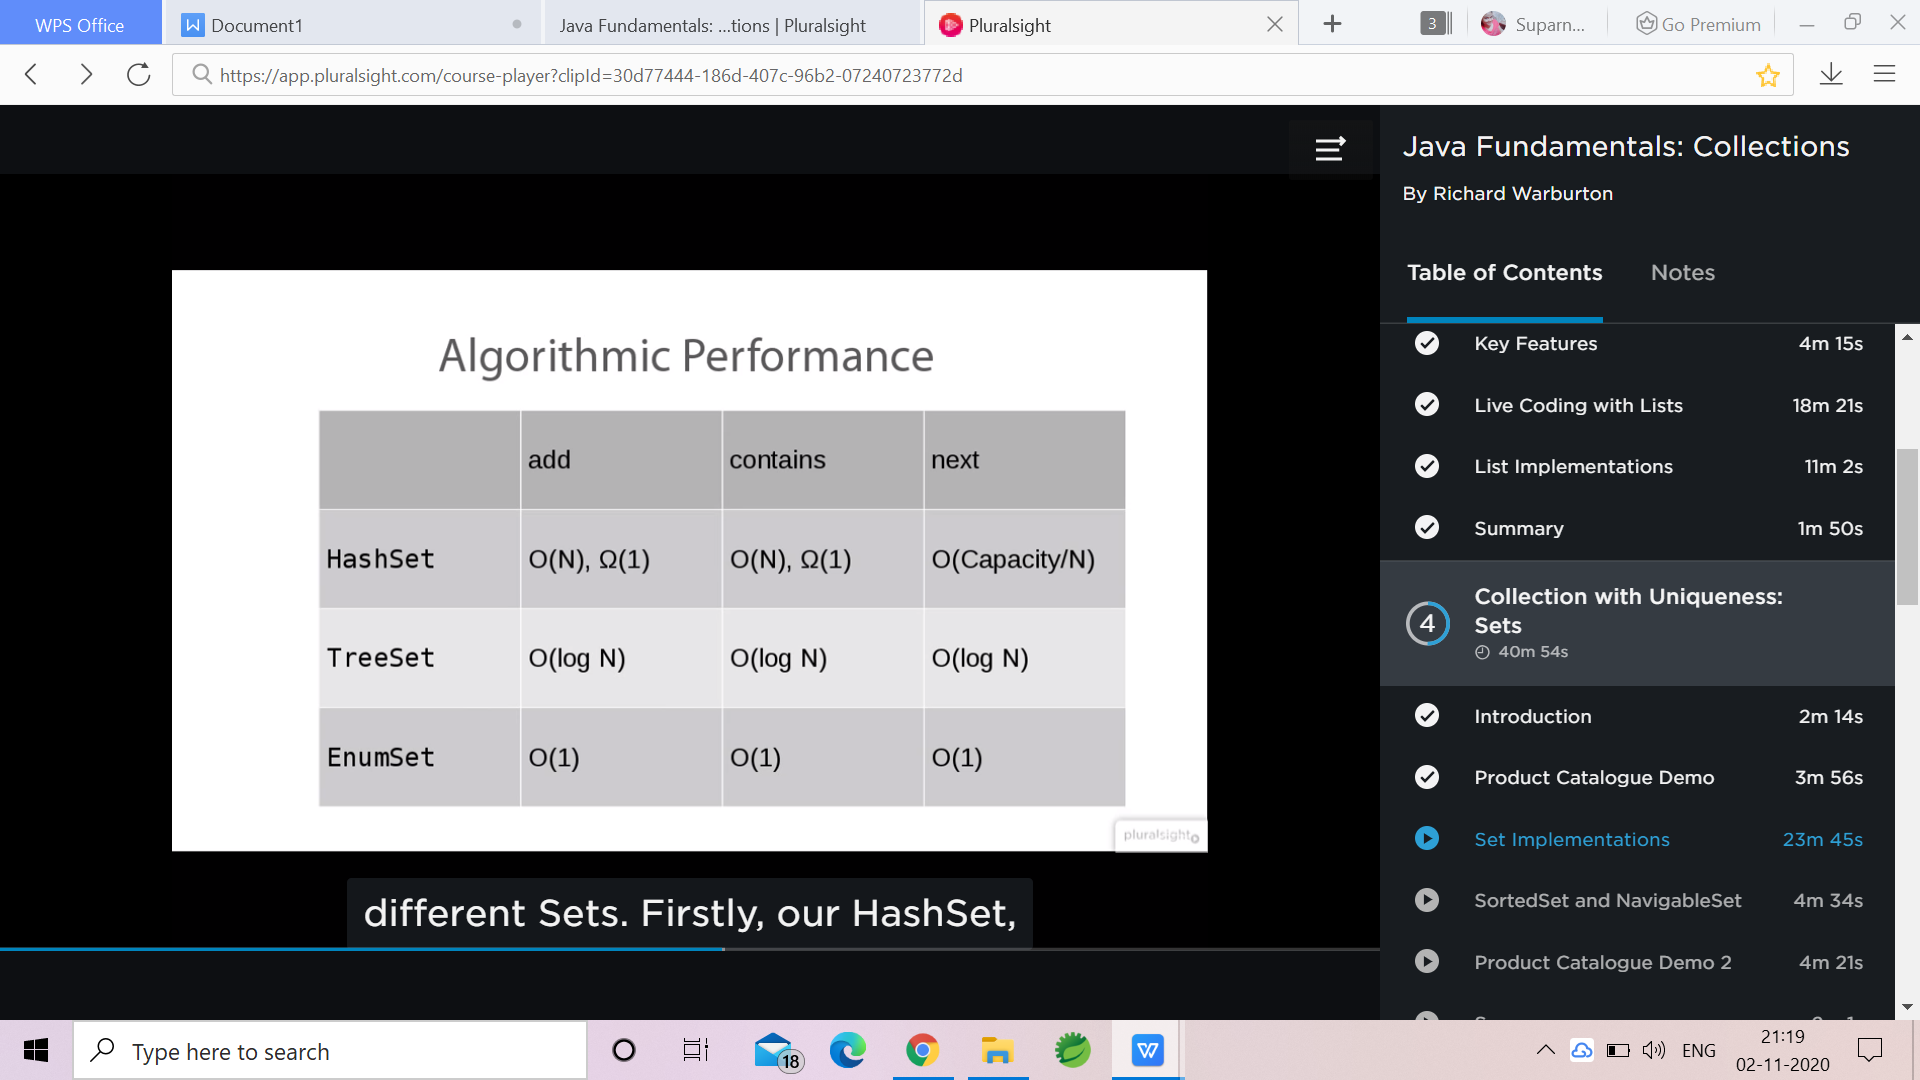 WPS Office
Document1
Java Fundamentals: ...tions | Pluralsight
Pluralsight
3
Suparn...
Go Premium
https://app.pluralsight.com/course-player?clipId=30d77444-186d-407c-96b2-07240723772d
Algorithmic Performance
add contains next
HashSet O(N), Ω(1) O(N), Ω(1) O(Capacity/N)
TreeSet O(log N) O(log N) O(log N)
EnumSet O(1) O(1) O(1)
pluralsight
different Sets. Firstly, our HashSet,
Java Fundamentals: Collections
By Richard Warburton
Table of Contents Notes
Key Features 4m 15s
Live Coding with Lists 18m 21s
List Implementations 11m 2s
Summary 1m 50s
4
Collection with Uniqueness:
Sets
40m 54s
Introduction 2m 14s
Product Catalogue Demo 3m 56s
Set Implementations 23m 45s
SortedSet and NavigableSet 4m 34s
Product Catalogue Demo 2 4m 21s
Type here to search
18
ENG
21:19
02-11-2020